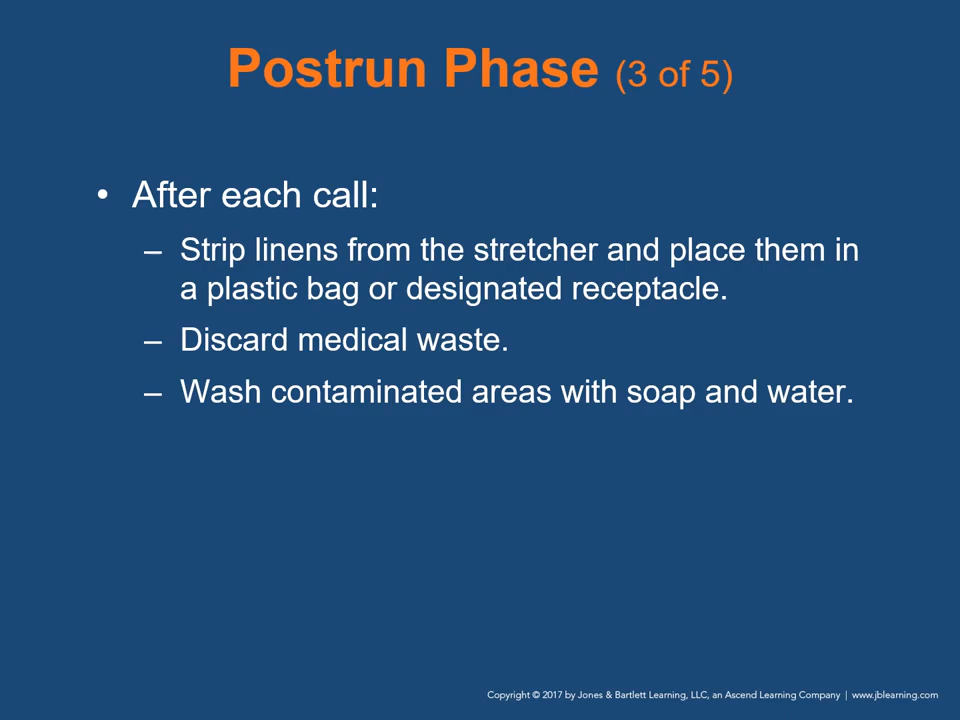 Postrun Phase (3 of 5)
• After each call:
– Strip linens from the stretcher and place them in
a plastic bag or designated receptacle.
– Discard medical waste.
– Wash contaminated areas with soap and water.
Copyright © 2017 by Jones & Bartlett Learning, LLC, an Ascend Learning Company | www.jblearning.com